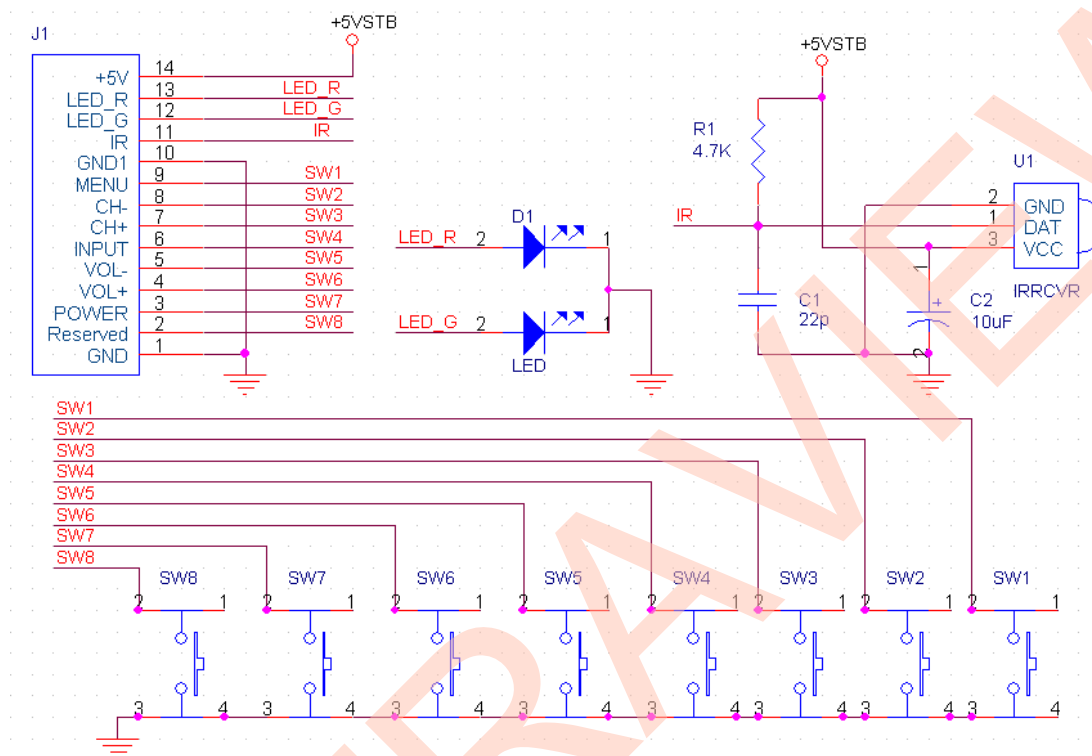 J1
+5VSTB
+5V 14
LED_R 13 LED_R
LED_G 12 LED_G
IR 11 IR
GND1 10
MENU 9 SW1
CH- 8 SW2
CH+ 7 SW3
INPUT 6 SW4
VOL- 5 SW5
VOL+ 4 SW6
POWER 3 SW7
Reserved 2 SW8
GND 1
D1
LED_R 2 1
LED_G 2 1
LED
+5VSTB
R1
4.7K
U1
IR
2 GND
1 DAT
3 VCC
IRRCVR
C1
22p
1
+
C2
10uF
2
SW1
SW2
SW3
SW4
SW5
SW6
SW7
SW8
SW8 SW7 SW6 SW5 SW4 SW3 SW2 SW1
2 1 2 1 2 1 2 1 2 1 2 1 2 1 2 1
3 4 3 4 3 4 3 4 3 4 3 4 3 4 3 4
RAVIEW